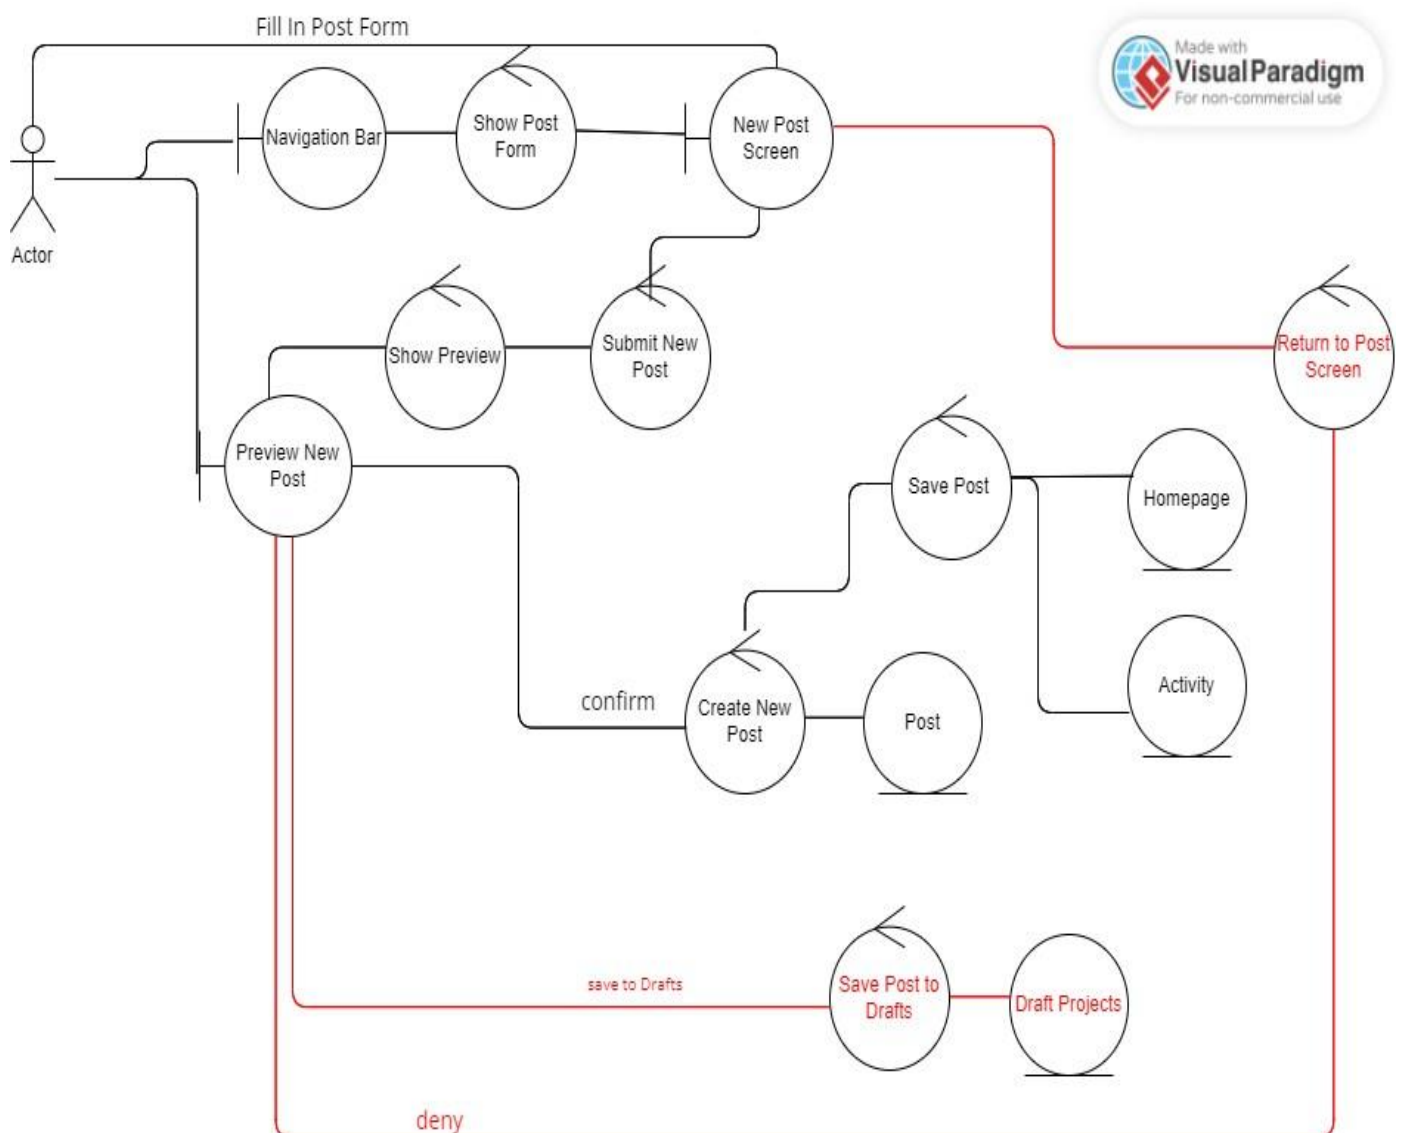 Fill In Post Form
Made with
Visual Paradigm
For non-commercial use
Navigation Bar
Show Post
Form
New Post
Screen
Actor
Show Preview
Submit New
Post
Return to Post
Screen
Preview New
Post
Save Post
Homepage
confirm
Create New
Post
Post
Activity
save to Drafts
Save Post to
Drafts
Draft Projects
deny